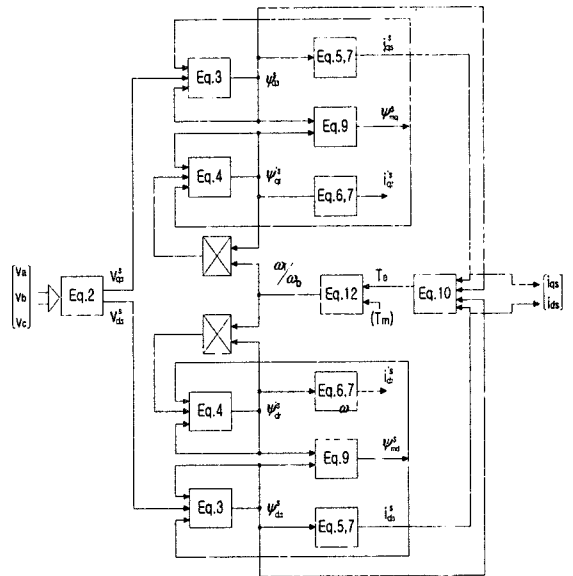 Eq.3
ψ^s_qs
Eq.5,7
i^s_qs
Eq.9
ψ^s_mq
Eq.4
ψ'^s_qr
Eq.6,7
i'^s_qr
Va
Vb
Vc
Eq.2
V^s_qs
V^s_ds
ω_r/ω_b
Eq.12
Te
(Tm)
Eq.10
iqs
ids
Eq.4
ψ'^s_dr
Eq.6,7
i'^s_dr
ω
Eq.9
ψ^s_md
Eq.3
ψ^s_ds
Eq.5,7
i^s_ds